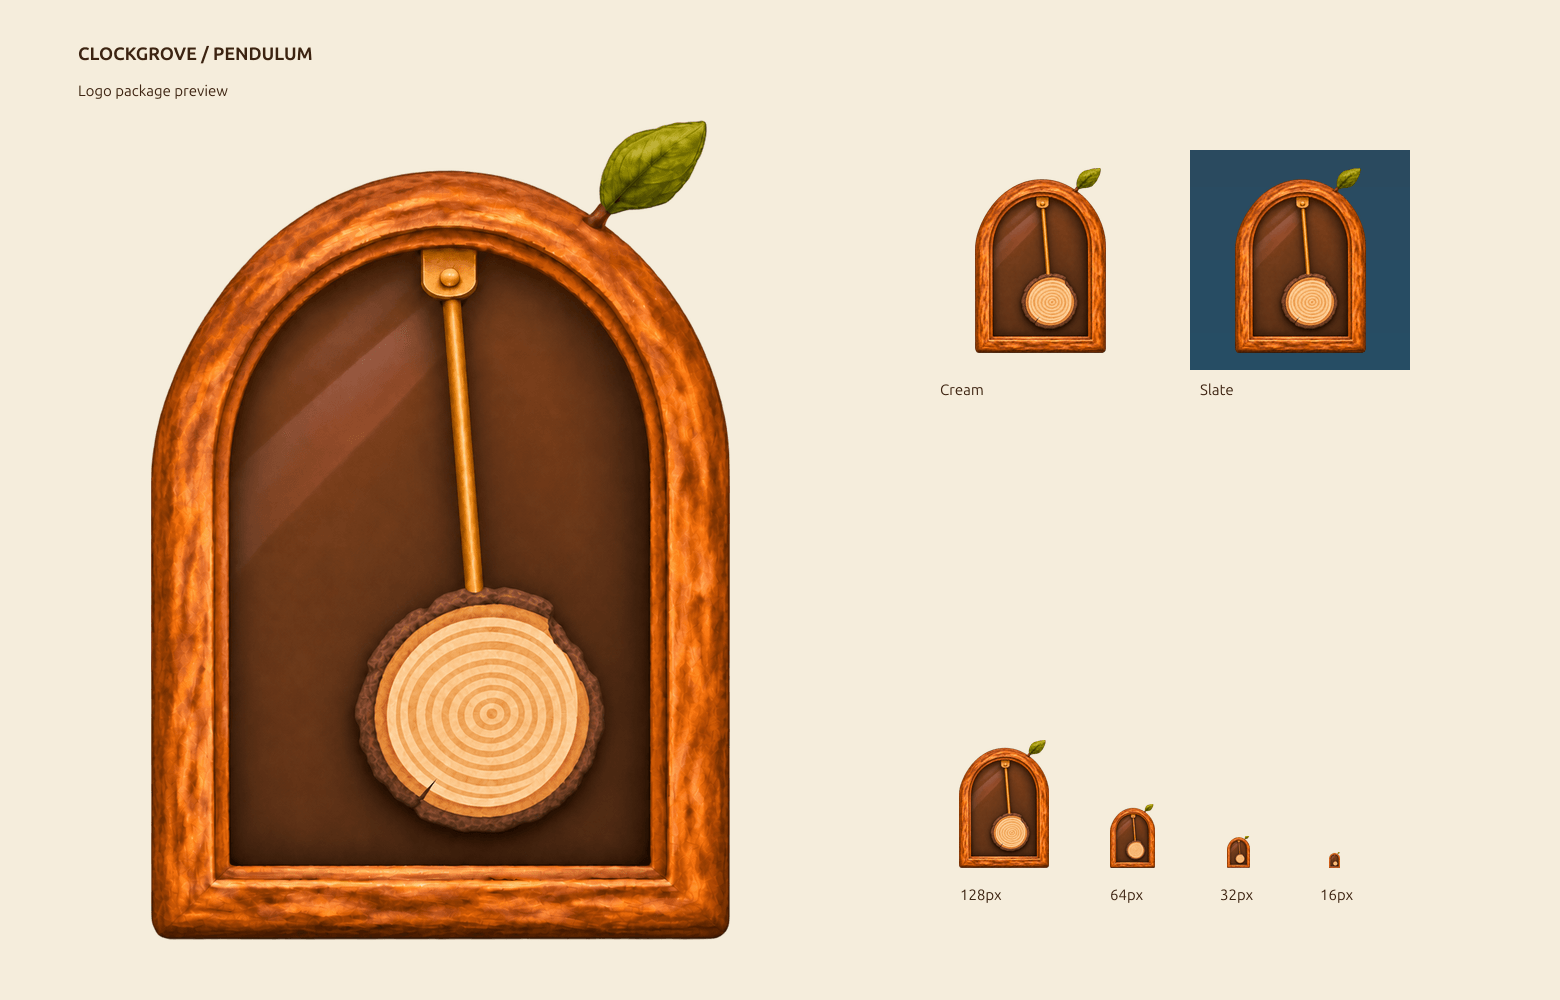 CLOCKGROVE / PENDULUM
Logo package preview
Cream
Slate
128px
64px
32px
16px